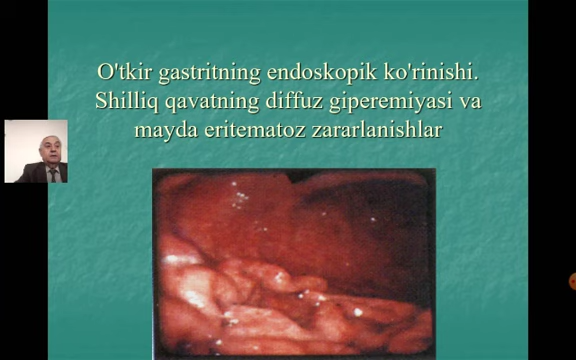 O'tkir gastritning endoskopik ko'rinishi.
Shilliq qavatning diffuz giperemiyasi va
mayda eritematoz zararlanishlar